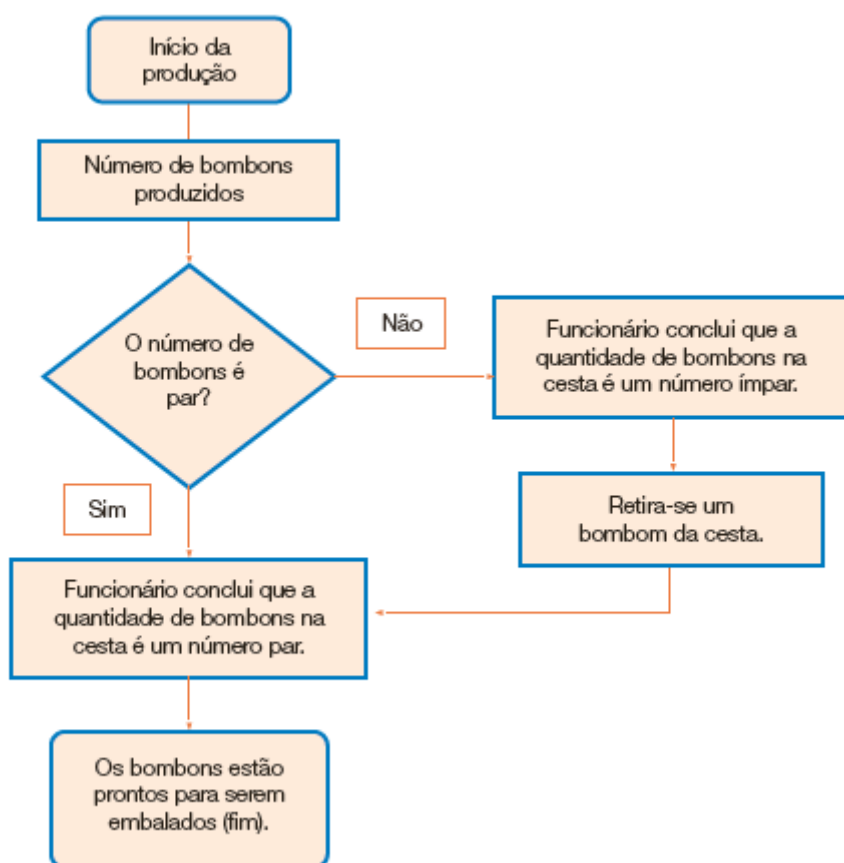 Início da
produção
Número de bombons
produzidos
O número de
bombons é
par?
Não
Funcionário conclui que a
quantidade de bombons na
cesta é um número ímpar.
Retira-se um
bombom da cesta.
Sim
Funcionário conclui que a
quantidade de bombons na
cesta é um número par.
Os bombons estão
prontos para serem
embalados (fim).